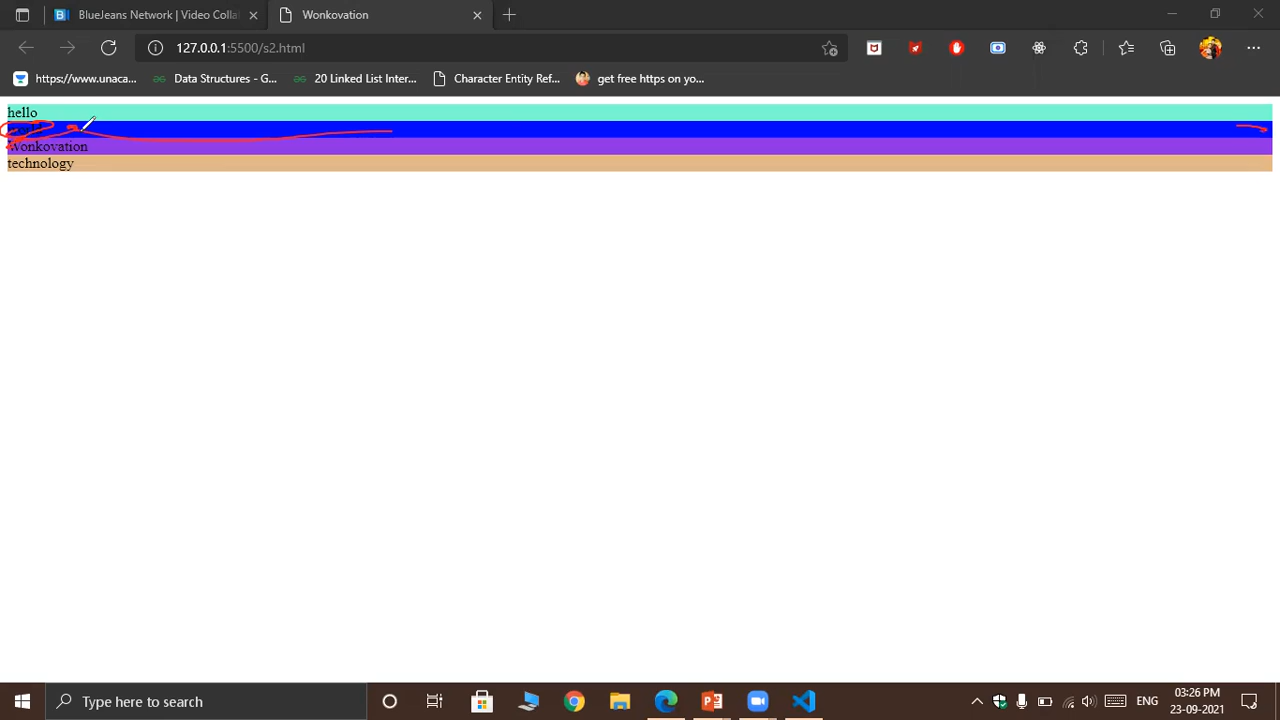 BlueJeans Network | Video Colla
Wonkovation
127.0.0.1:5500/s2.html
https://www.unaca...
Data Structures - G...
20 Linked List Inter...
Character Entity Ref...
get free https on yo...
hello
Wonkovation
technology
Type here to search
ENG
03:26 PM
23-09-2021